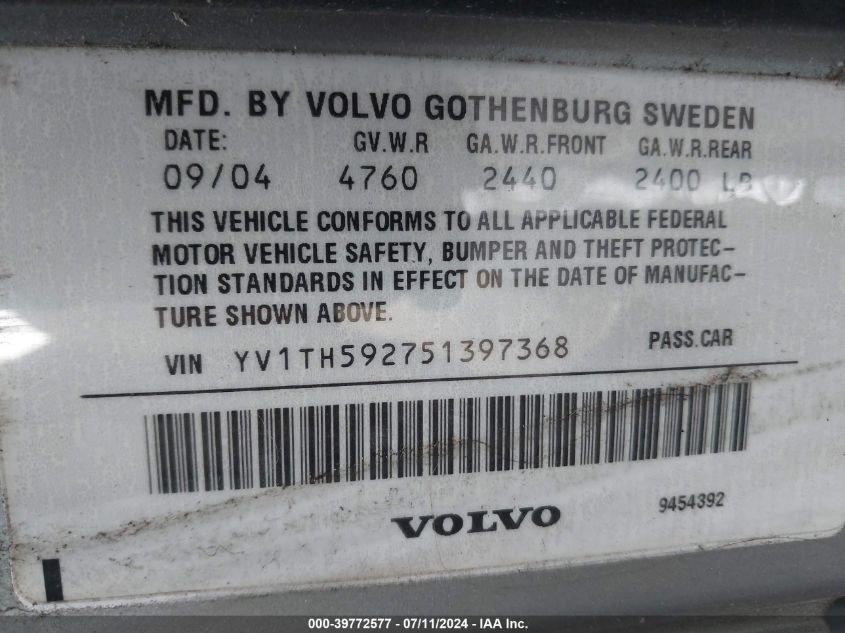 MFD. BY VOLVO GOTHENBURG SWEDEN
DATE: GV.W.R GA.W.R.FRONT GA.W.R.REAR
09/04 4760 2440 2400 LB
THIS VEHICLE CONFORMS TO ALL APPLICABLE FEDERAL
MOTOR VEHICLE SAFETY, BUMPER AND THEFT PROTEC-
TION STANDARDS IN EFFECT ON THE DATE OF MANUFAC-
TURE SHOWN ABOVE.
VIN YV1TH592751397368 PASS.CAR
VOLVO 9454392
000-39772577 - 07/11/2024 - IAA Inc.